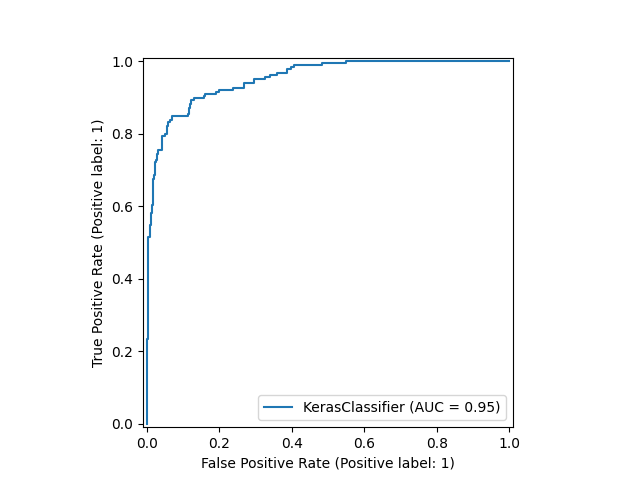 1.0
0.8
0.6
0.4
0.2
0.0
True Positive Rate (Positive label: 1)
KerasClassifier (AUC = 0.95)
0.0 0.2 0.4 0.6 0.8 1.0
False Positive Rate (Positive label: 1)